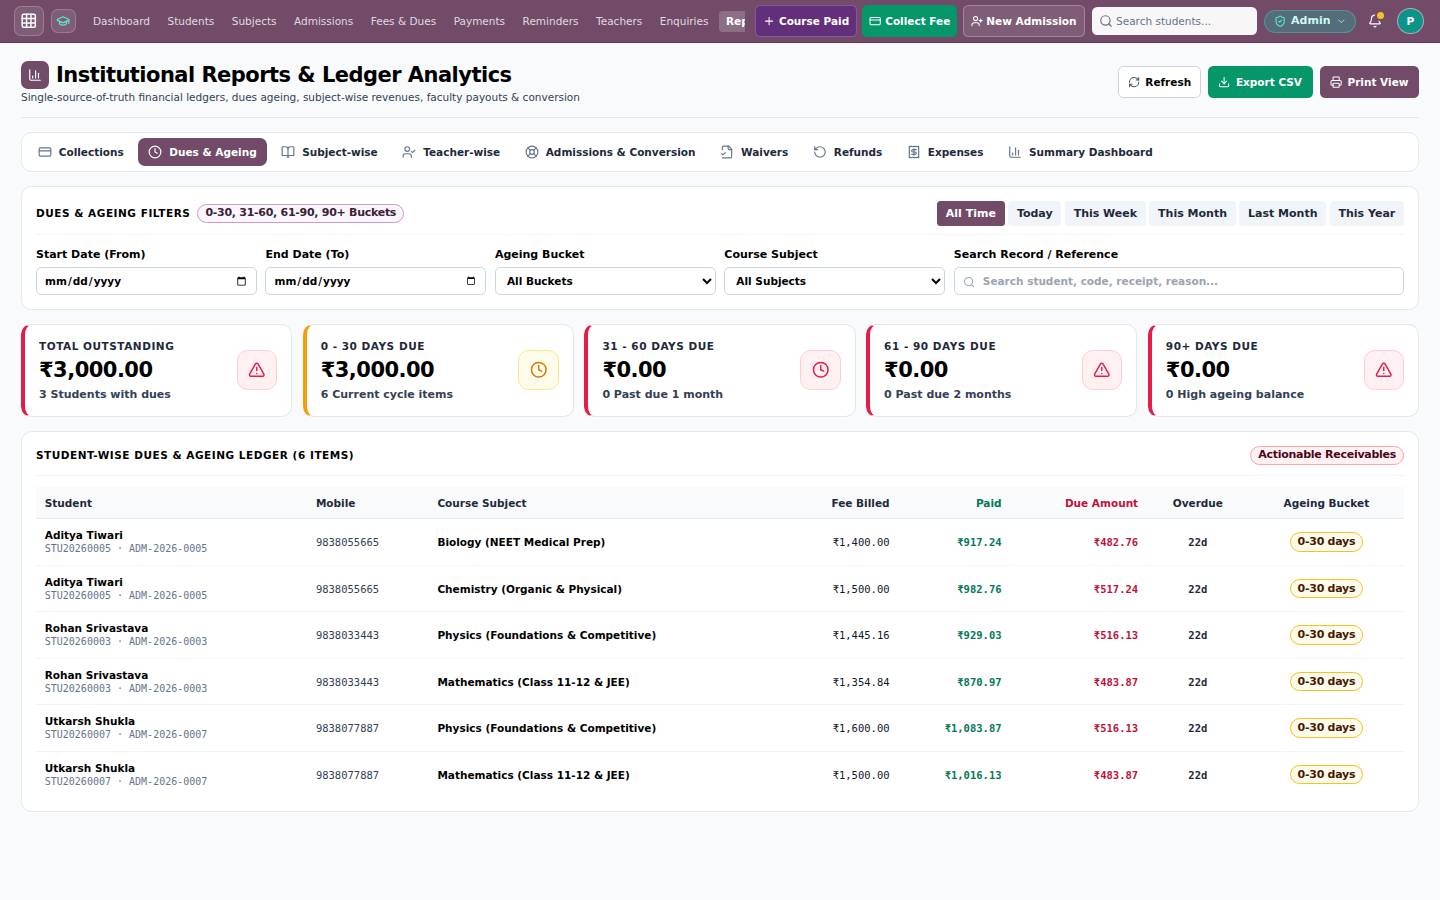 Dashboard Students Subjects Admissions Fees & Dues Payments Reminders Teachers Enquiries Rep + Course Paid Collect Fee New Admission Search students... Admin P
Institutional Reports & Ledger Analytics
Single-source-of-truth financial ledgers, dues ageing, subject-wise revenues, faculty payouts & conversion
Refresh Export CSV Print View
Collections Dues & Ageing Subject-wise Teacher-wise Admissions & Conversion Waivers Refunds Expenses Summary Dashboard
DUES & AGEING FILTERS 0-30, 31-60, 61-90, 90+ Buckets All Time Today This Week This Month Last Month This Year
Start Date (From) End Date (To) Ageing Bucket Course Subject Search Record / Reference
mm/dd/yyyy mm/dd/yyyy All Buckets All Subjects Search student, code, receipt, reason...
TOTAL OUTSTANDING
₹3,000.00
3 Students with dues
0 - 30 DAYS DUE
₹3,000.00
6 Current cycle items
31 - 60 DAYS DUE
₹0.00
0 Past due 1 month
61 - 90 DAYS DUE
₹0.00
0 Past due 2 months
90+ DAYS DUE
₹0.00
0 High ageing balance
STUDENT-WISE DUES & AGEING LEDGER (6 ITEMS) Actionable Receivables
Student Mobile Course Subject Fee Billed Paid Due Amount Overdue Ageing Bucket
Aditya Tiwari
STU20260005 · ADM-2026-0005 9838055665 Biology (NEET Medical Prep) ₹1,400.00 ₹917.24 ₹482.76 22d 0-30 days
Aditya Tiwari
STU20260005 · ADM-2026-0005 9838055665 Chemistry (Organic & Physical) ₹1,500.00 ₹982.76 ₹517.24 22d 0-30 days
Rohan Srivastava
STU20260003 · ADM-2026-0003 9838033443 Physics (Foundations & Competitive) ₹1,445.16 ₹929.03 ₹516.13 22d 0-30 days
Rohan Srivastava
STU20260003 · ADM-2026-0003 9838033443 Mathematics (Class 11-12 & JEE) ₹1,354.84 ₹870.97 ₹483.87 22d 0-30 days
Utkarsh Shukla
STU20260007 · ADM-2026-0007 9838077887 Physics (Foundations & Competitive) ₹1,600.00 ₹1,083.87 ₹516.13 22d 0-30 days
Utkarsh Shukla
STU20260007 · ADM-2026-0007 9838077887 Mathematics (Class 11-12 & JEE) ₹1,500.00 ₹1,016.13 ₹483.87 22d 0-30 days